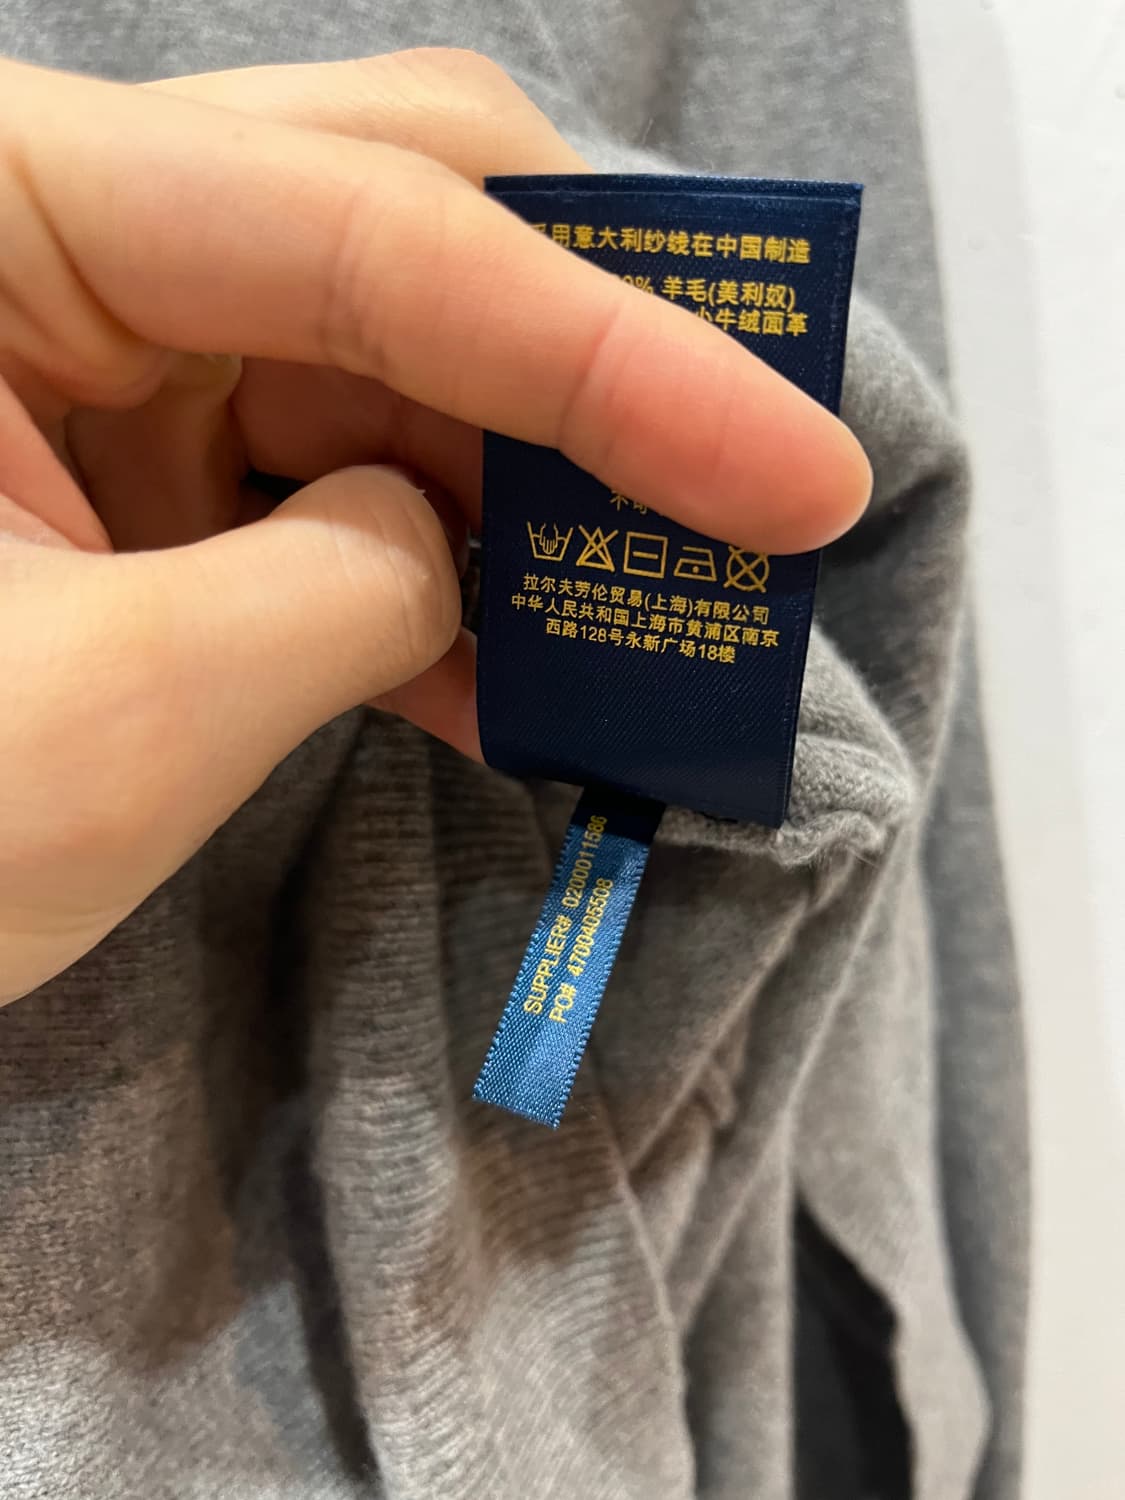 用意大利纱线在中国制造
% 羊毛(美利奴)
小牛绒面革
不可
拉尔夫劳伦贸易(上海)有限公司
中华人民共和国上海市黄浦区南京
西路128号永新广场18楼
SUPPLIER# 0200011586
PO# 4700405508